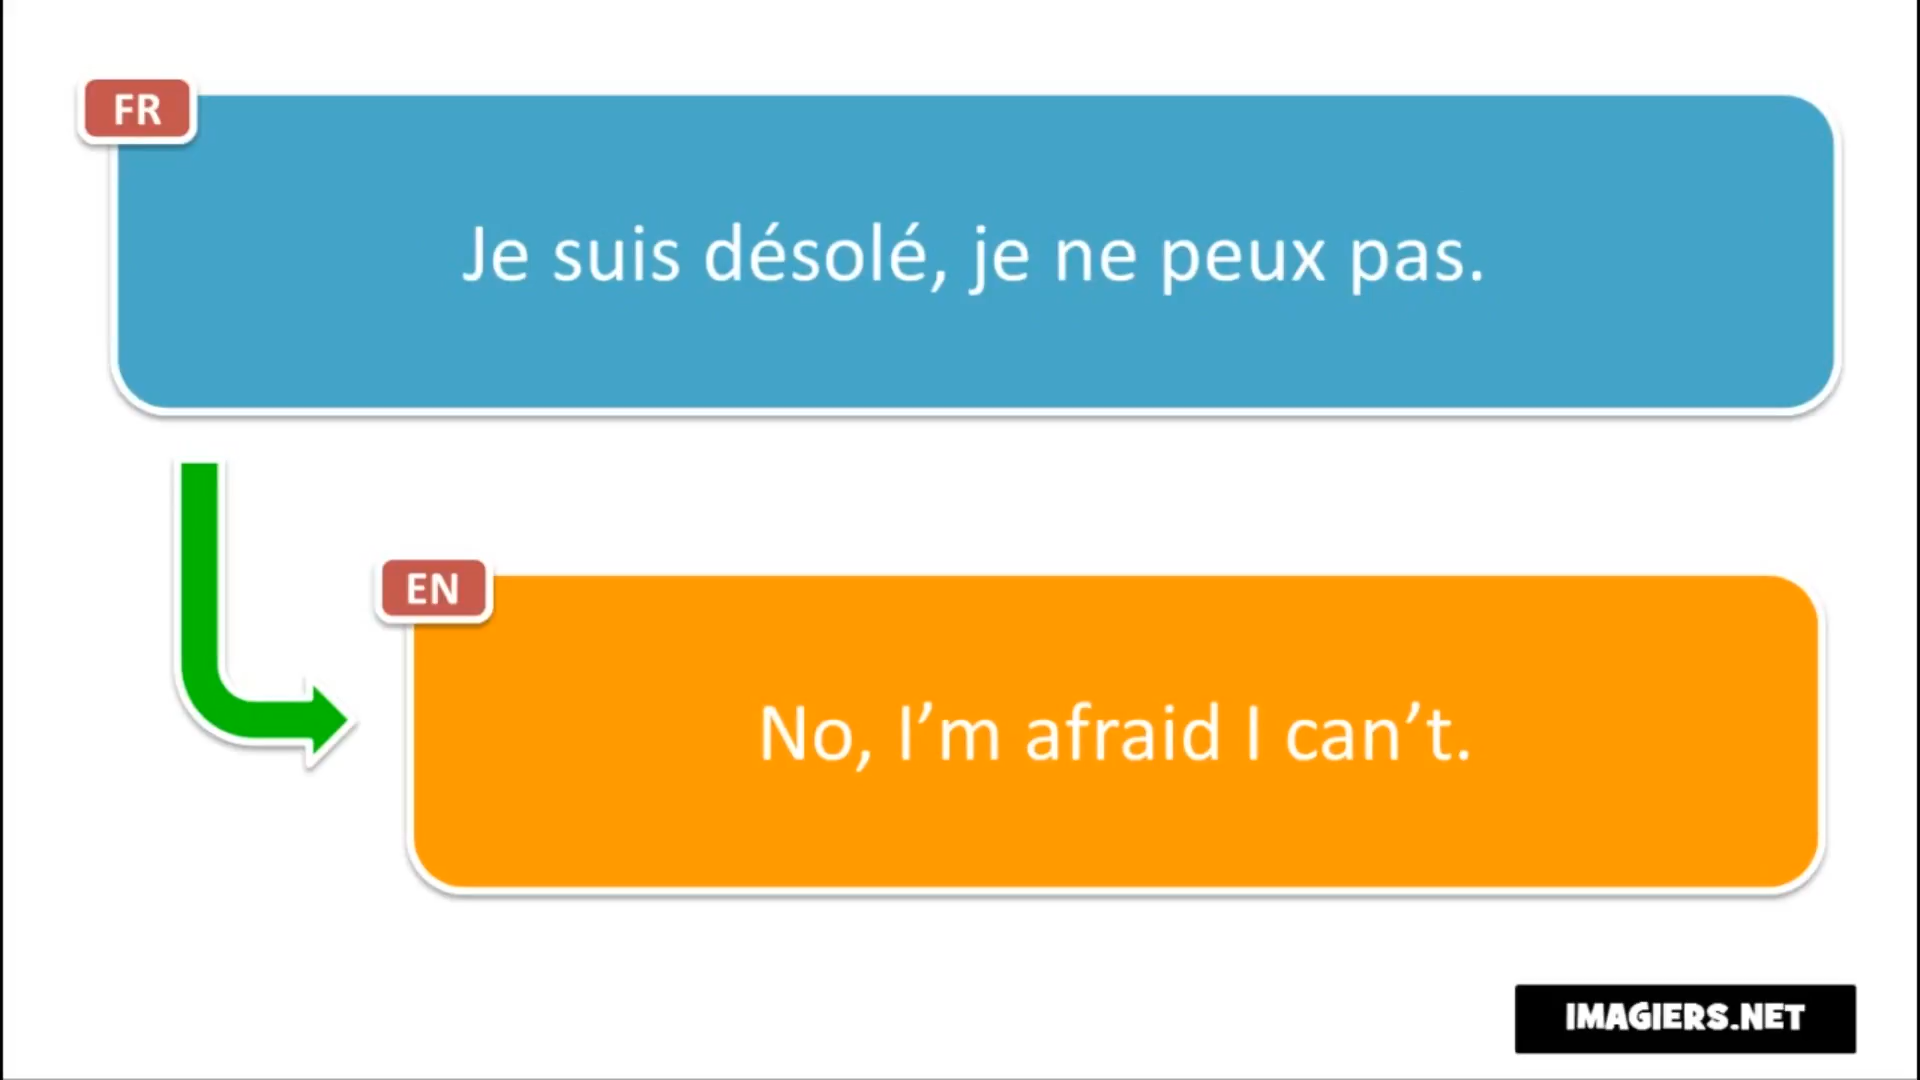 FR
Je suis désolé, je ne peux pas.
EN
No, I’m afraid I can’t.
IMAGIERS.NET